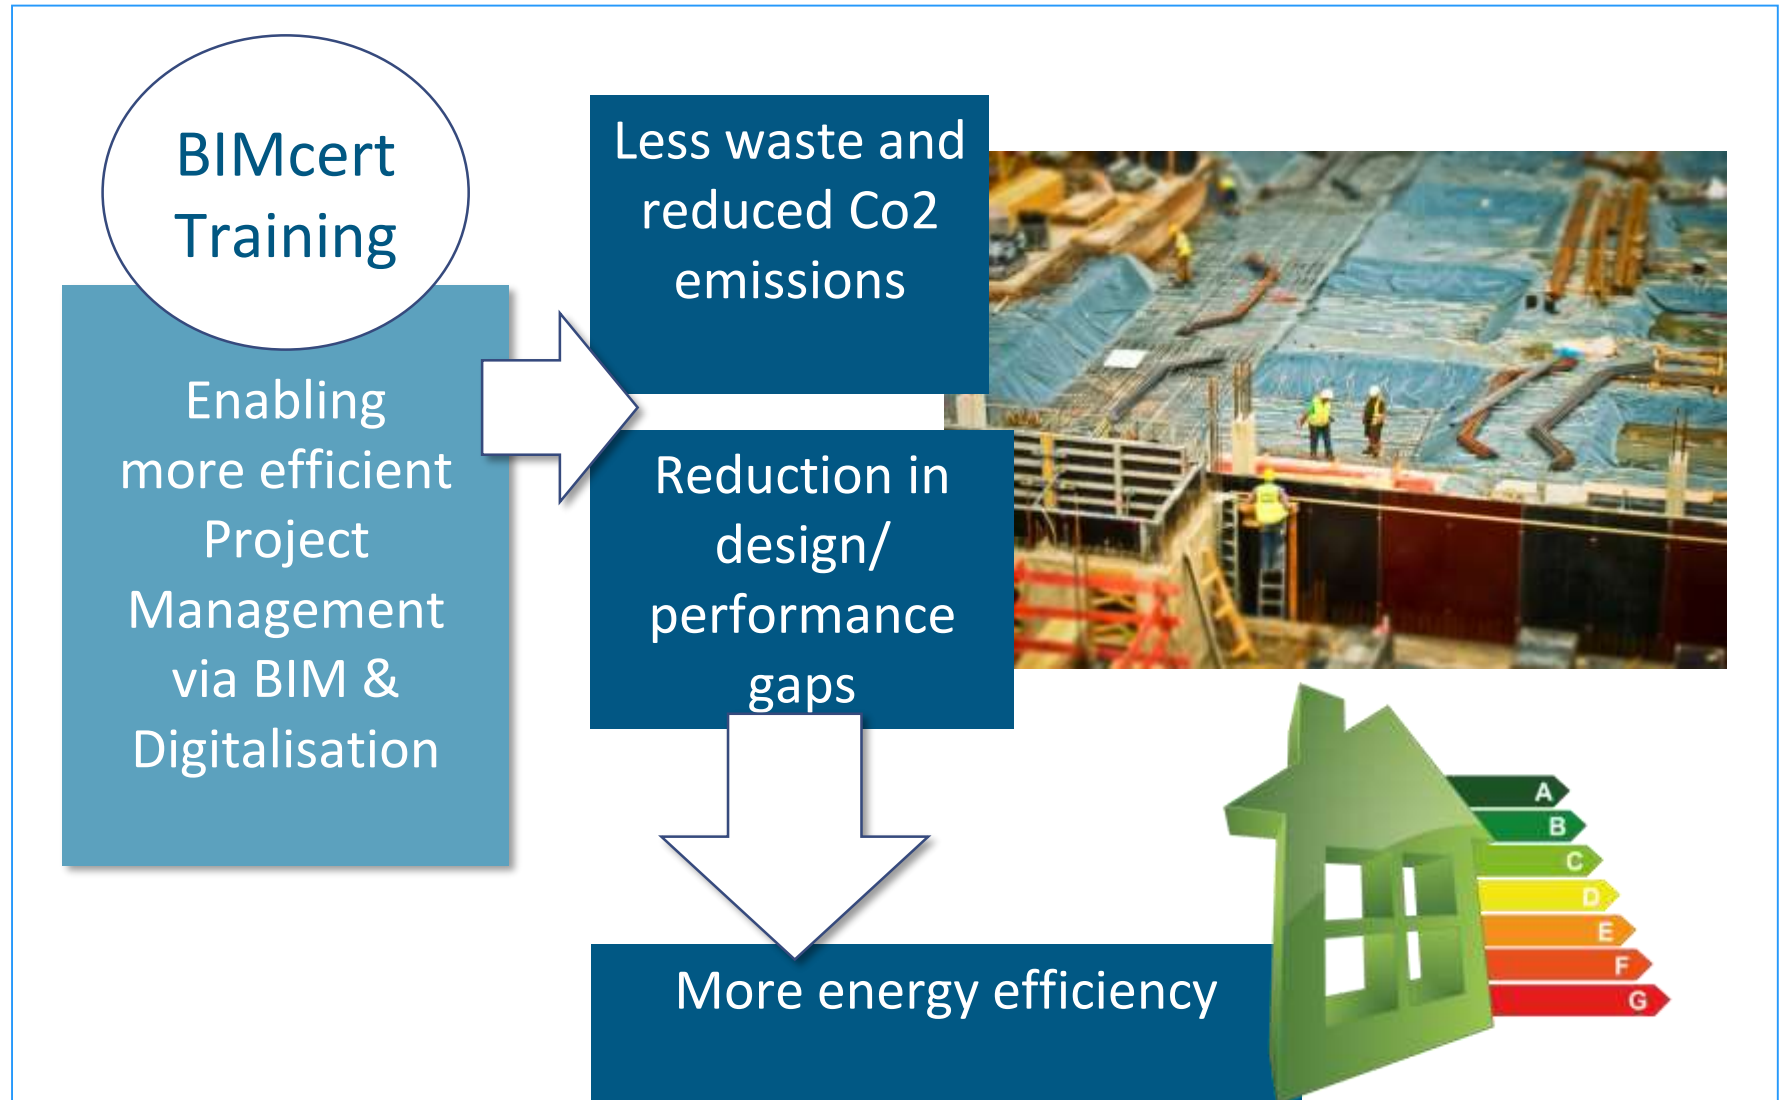 BIMcert
Training
Enabling
more efficient
Project
Management
via BIM &
Digitalisation
Less waste and
reduced Co2
emissions
Reduction in
design/
performance
gaps
More energy efficiency
A
B
C
D
E
F
G